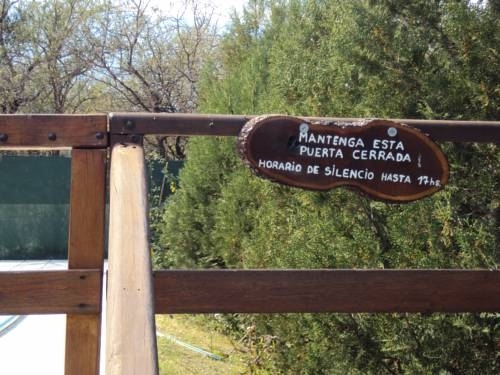 MANTENGA ESTA
PUERTA CERRADA
HORARIO DE SILENCIO HASTA 17hs.